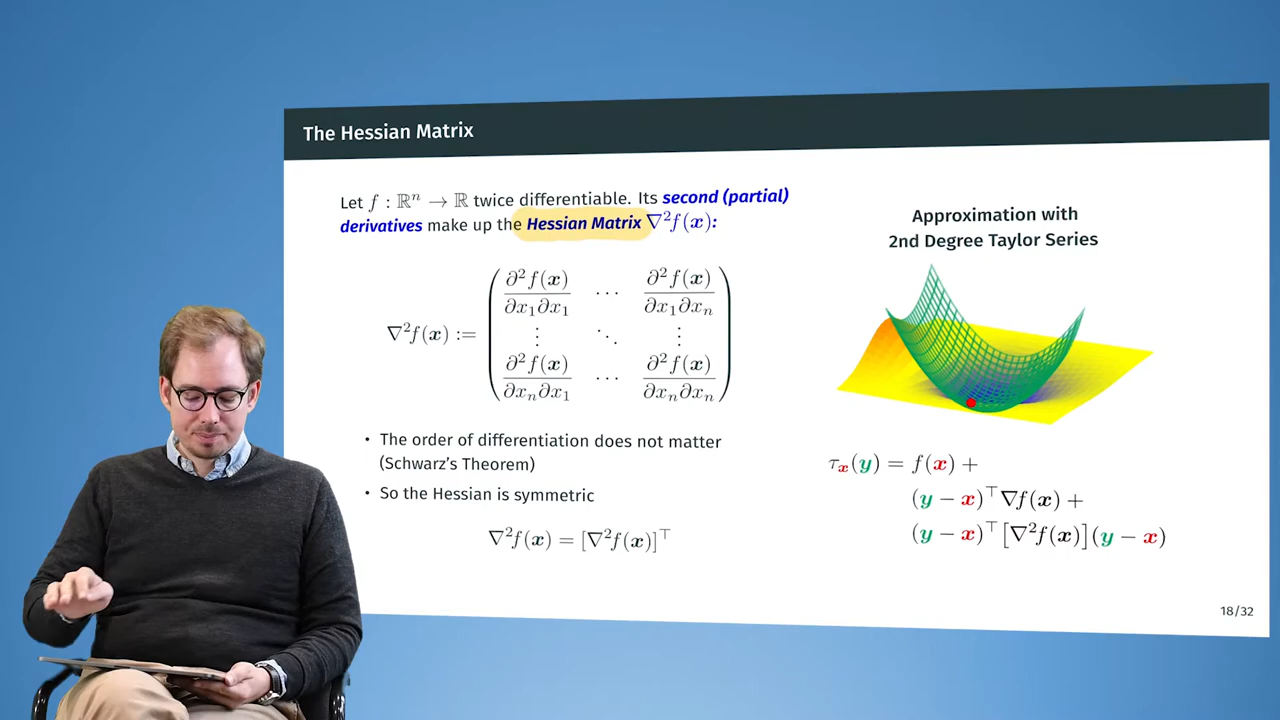 The Hessian Matrix
Let f : ℝⁿ → ℝ twice differentiable. Its second (partial)
derivatives make up the Hessian Matrix ∇²f(x):
∇²f(x) := ( ∂²f(x)/∂x₁∂x₁ ⋯ ∂²f(x)/∂x₁∂xₙ
⋮ ⋱ ⋮
∂²f(x)/∂xₙ∂x₁ ⋯ ∂²f(x)/∂xₙ∂xₙ )
• The order of differentiation does not matter
(Schwarz's Theorem)
• So the Hessian is symmetric
∇²f(x) = [∇²f(x)]⊤
Approximation with
2nd Degree Taylor Series
τₓ(y) = f(x) +
(y − x)⊤∇f(x) +
(y − x)⊤[∇²f(x)](y − x)
18/32